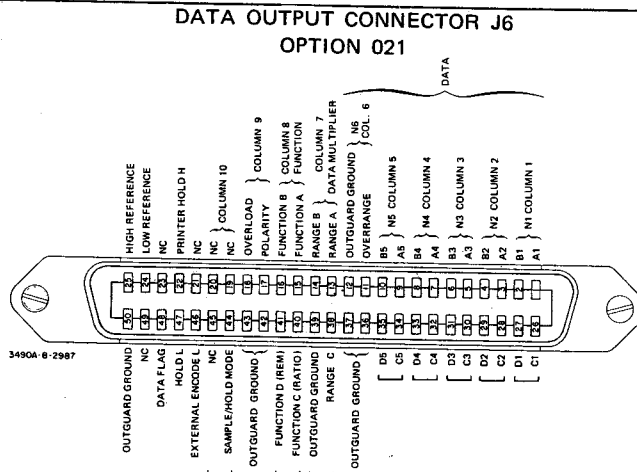 DATA OUTPUT CONNECTOR J6
OPTION 021
DATA
HIGH REFERENCE
LOW REFERENCE
NC
PRINTER HOLD H
NC
NC
NC
COLUMN 10
OVERLOAD
POLARITY
COLUMN 9
FUNCTION B
FUNCTION A
COLUMN 8
FUNCTION
RANGE B
RANGE A
COLUMN 7
DATA MULTIPLIER
OUTGUARD GROUND
OVERRANGE
N6
COL. 6
B5
A5
N5 COLUMN 5
B4
A4
N4 COLUMN 4
B3
A3
N3 COLUMN 3
B2
A2
N2 COLUMN 2
B1
A1
N1 COLUMN 1
25 24 23 22 21 20 19 18 17 16 15 14 13 12 11 10 9 8 7 6 5 4 3 2
50 49 48 47 46 45 44 43 42 41 40 39 38 37 36 35 34 33 32 31 30 29 28 27 26
3490A-B-2987
OUTGUARD GROUND
NC
DATA FLAG
HOLD L
EXTERNAL ENCODE L
NC
SAMPLE/HOLD MODE
OUTGUARD GROUND
FUNCTION D (REM)
FUNCTION C (RATIO)
OUTGUARD GROUND
RANGE C
OUTGUARD GROUND
D5
C5
D4
C4
D3
C3
D2
C2
D1
C1